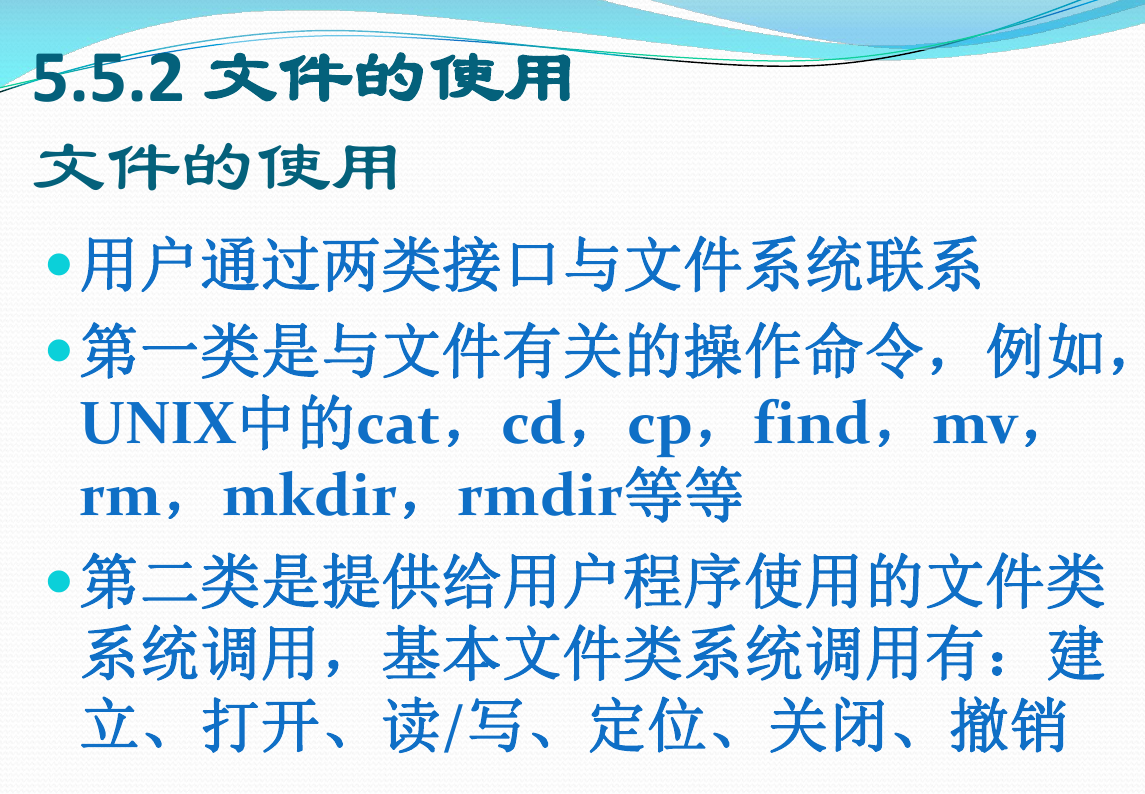 5.5.2 文件的使用
文件的使用
•用户通过两类接口与文件系统联系
•第一类是与文件有关的操作命令，例如，
UNIX中的cat，cd，cp，find，mv，
rm，mkdir，rmdir等等
•第二类是提供给用户程序使用的文件类
系统调用，基本文件类系统调用有：建
立、打开、读/写、定位、关闭、撤销